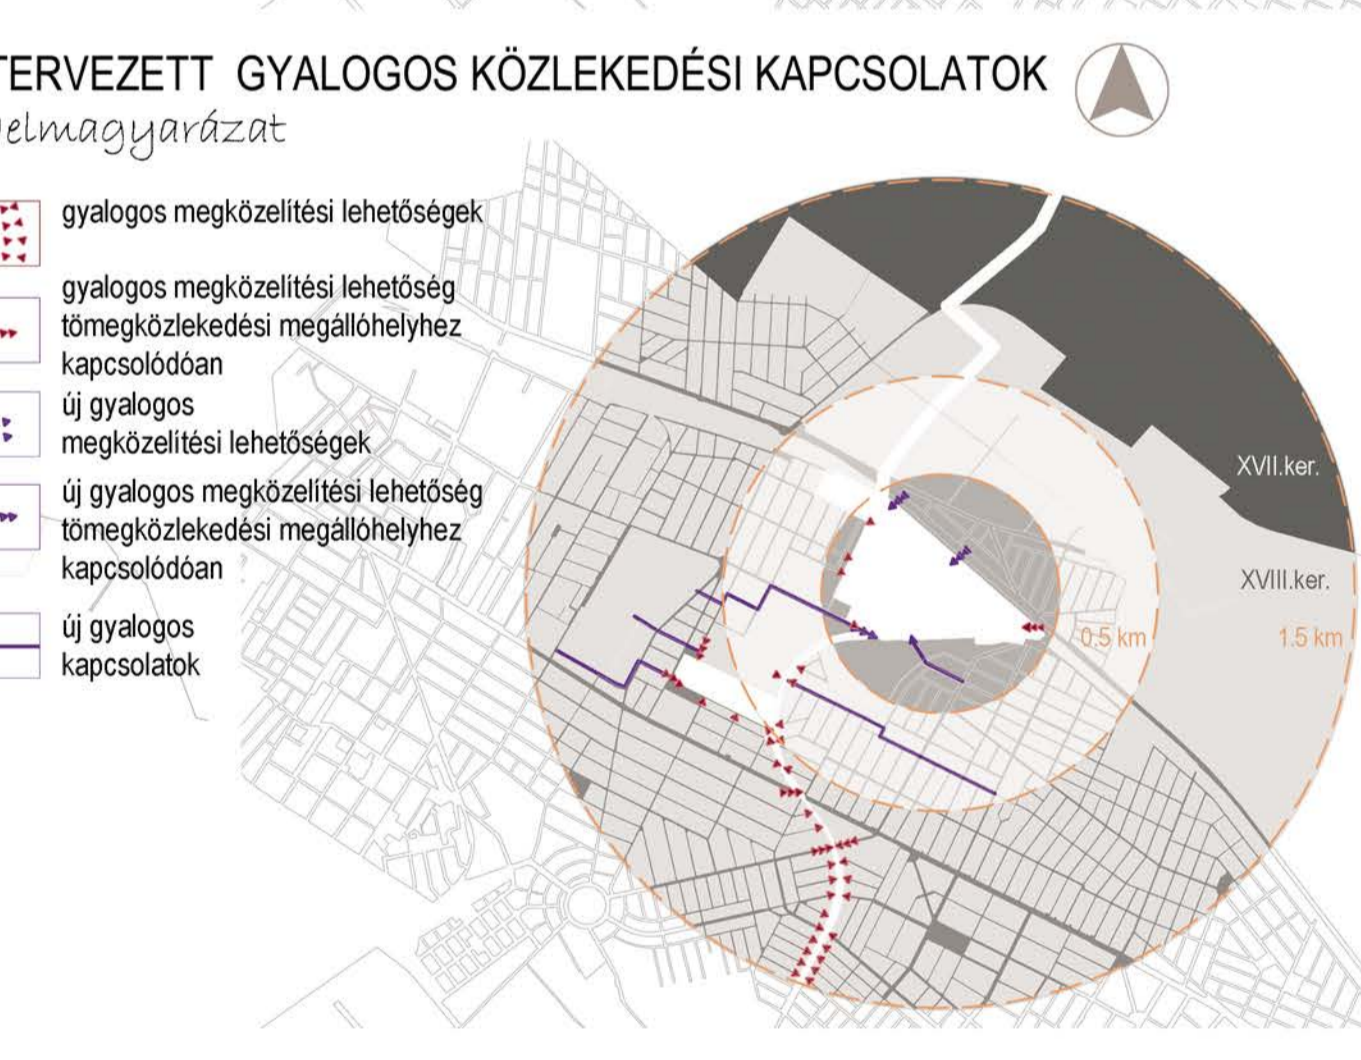 TERVEZETT GYALOGOS KÖZLEKEDÉSI KAPCSOLATOK
Jelmagyarázat
gyalogos megközelítési lehetőségek
gyalogos megközelítési lehetőség
tömegközlekedési megállóhelyhez
kapcsolódóan
új gyalogos
megközelítési lehetőségek
új gyalogos megközelítési lehetőség
tömegközlekedési megállóhelyhez
kapcsolódóan
új gyalogos
kapcsolatok
XVII.ker.
XVIII.ker.
0.5 km
1.5 km